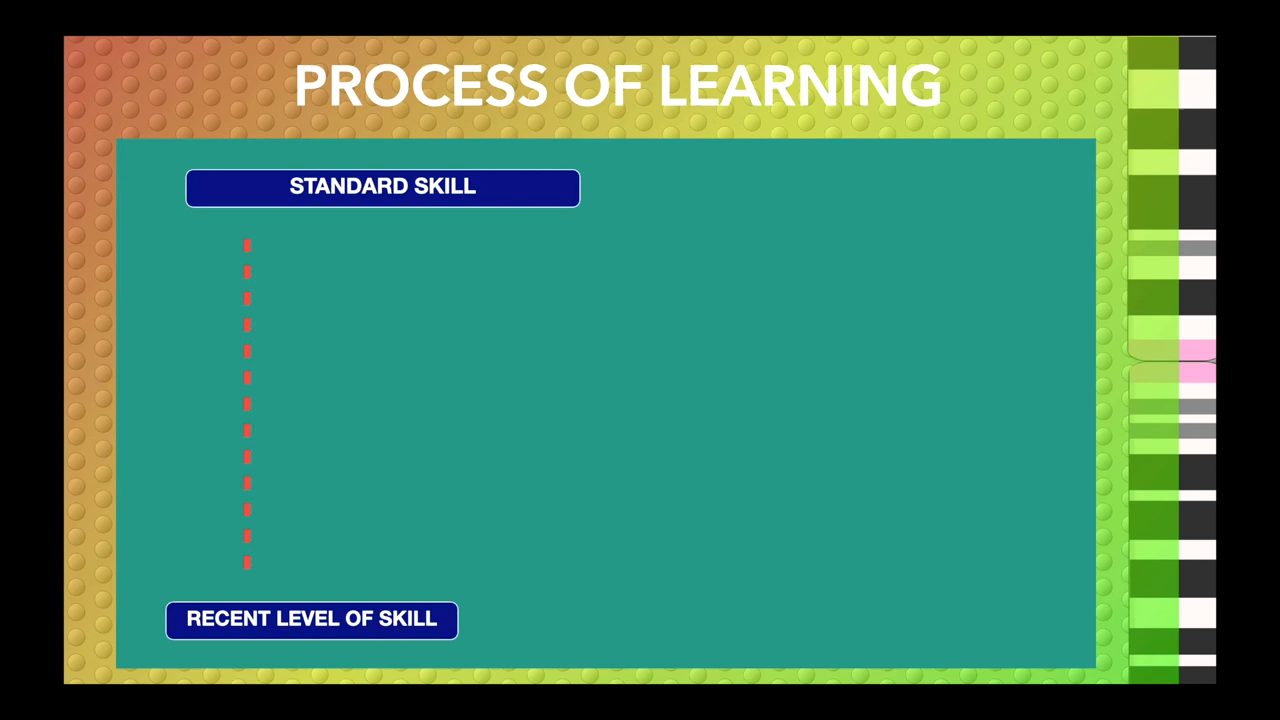 PROCESS OF LEARNING
STANDARD SKILL
RECENT LEVEL OF SKILL